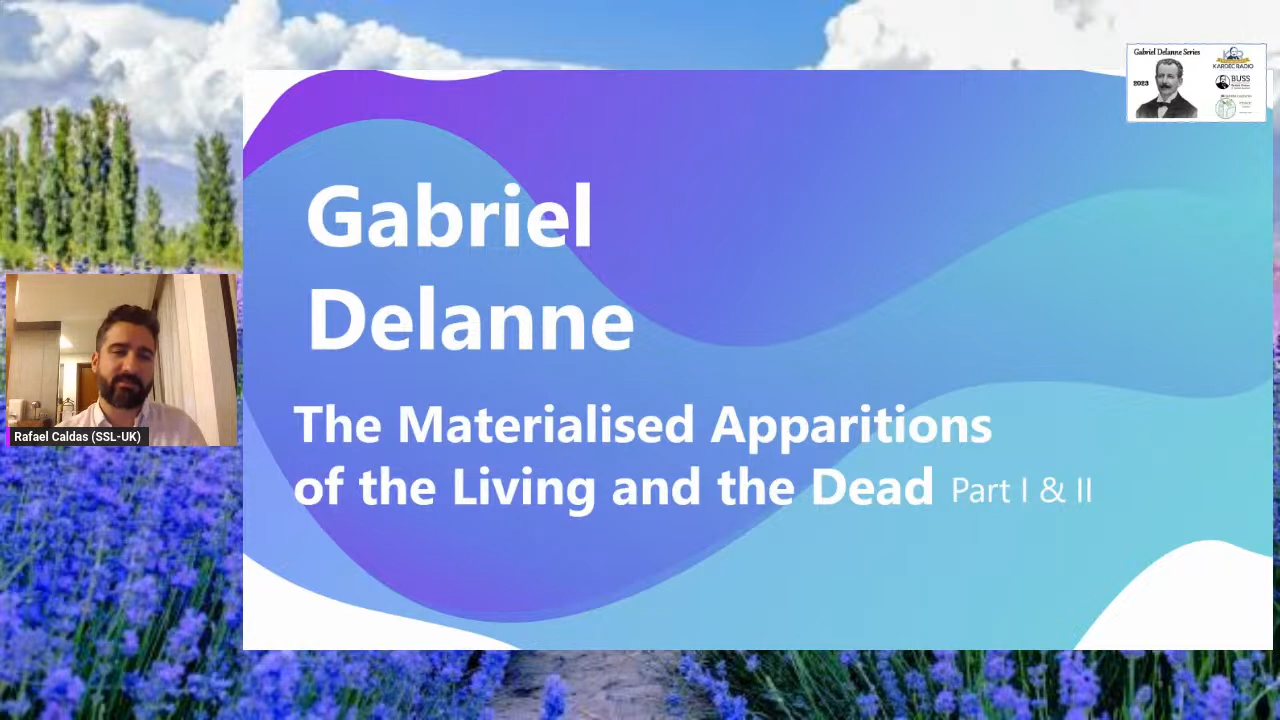 Gabriel Delanne Series
2023
KARDEC RADIO
BUSS
Gabriel
Delanne
The Materialised Apparitions
of the Living and the Dead Part I & II
Rafael Caldas (SSL-UK)